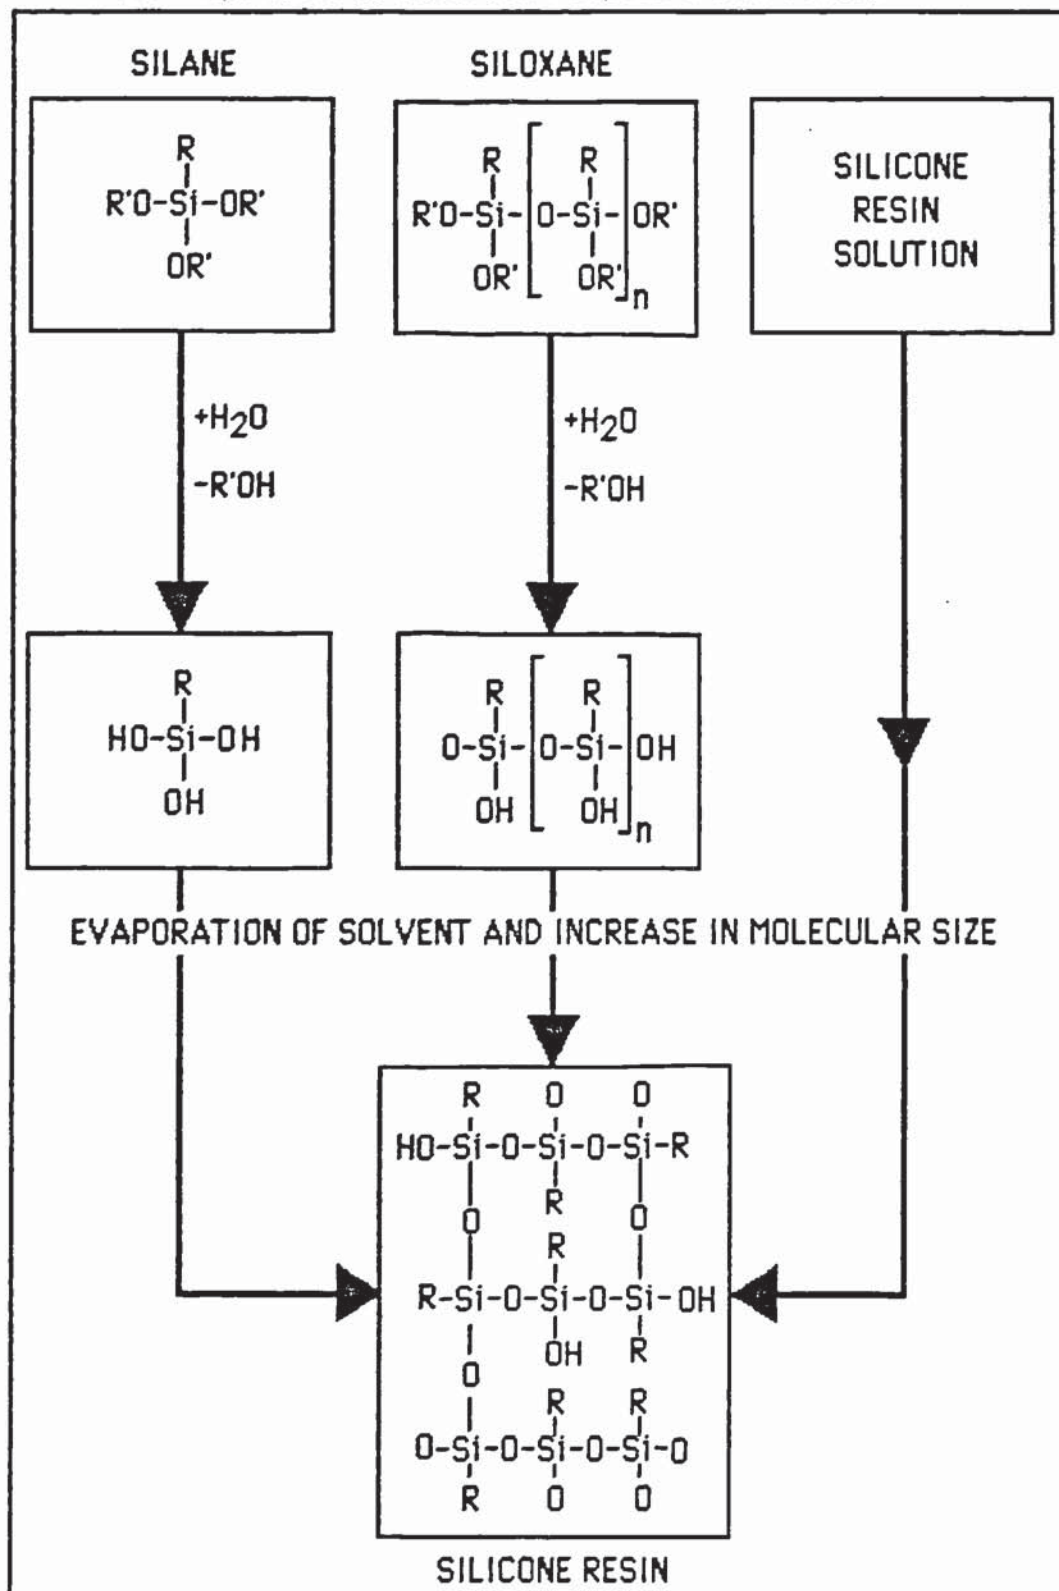 SILANE
SILOXANE
R
R'O-Si-OR'
OR'
R R
R'O-Si-[O-Si-]OR'
OR' OR' n
SILICONE
RESIN
SOLUTION
+H2O
-R'OH
+H2O
-R'OH
R
HO-Si-OH
OH
R R
O-Si-[O-Si-]OH
OH OH n
EVAPORATION OF SOLVENT AND INCREASE IN MOLECULAR SIZE
R O O
HO-Si-O-Si-O-Si-R
R
O O
R
R-Si-O-Si-O-Si-OH
OH R
O
R R
O-Si-O-Si-O-Si-O
R O O
SILICONE RESIN